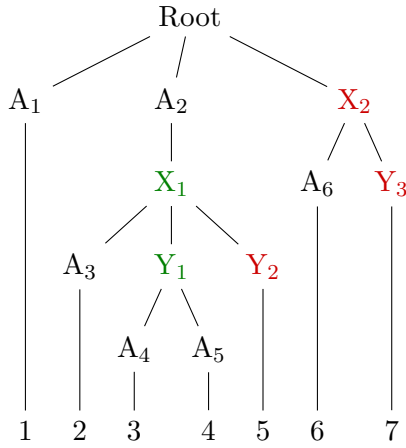 Root
A₁ A₂ X₂
X₁ A₆ Y₃
A₃ Y₁ Y₂
A₄ A₅
1 2 3 4 5 6 7